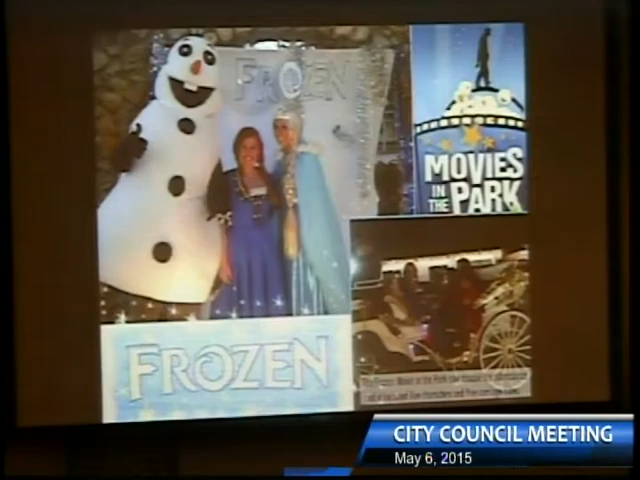 FROZEN
MOVIES
IN THE PARK
FROZEN
CITY COUNCIL MEETING
May 6, 2015